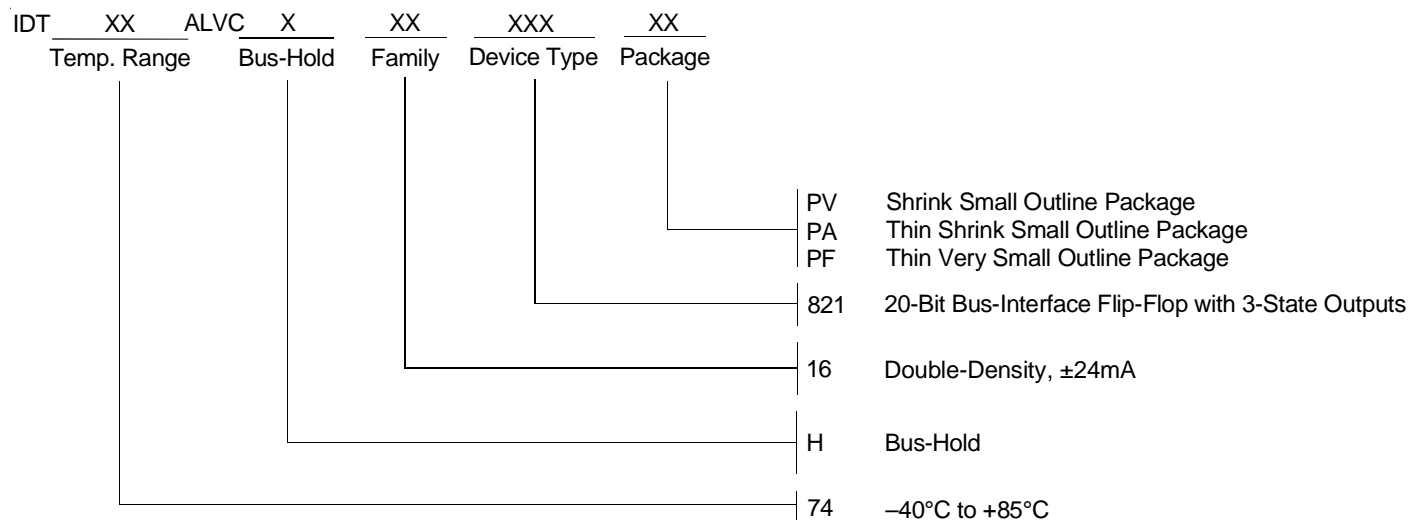 IDT XX ALVC X XX XXX XX
Temp. Range Bus-Hold Family Device Type Package
PV Shrink Small Outline Package
PA Thin Shrink Small Outline Package
PF Thin Very Small Outline Package
821 20-Bit Bus-Interface Flip-Flop with 3-State Outputs
16 Double-Density, ±24mA
H Bus-Hold
74 –40°C to +85°C